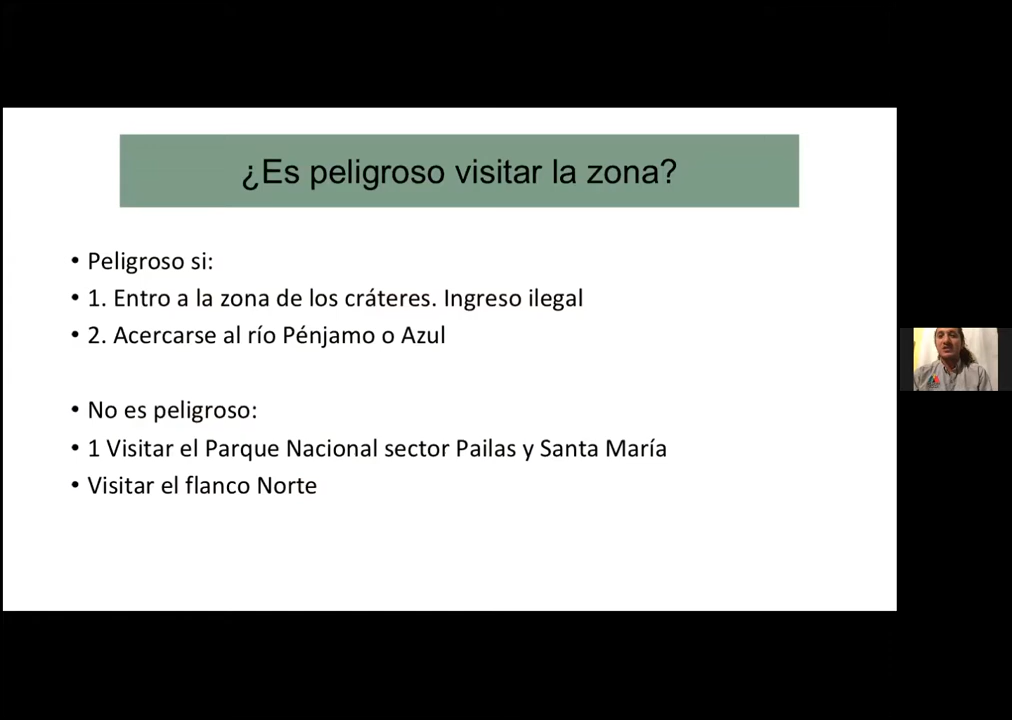 ¿Es peligroso visitar la zona?
• Peligroso si:
• 1. Entro a la zona de los cráteres. Ingreso ilegal
• 2. Acercarse al río Pénjamo o Azul
• No es peligroso:
• 1 Visitar el Parque Nacional sector Pailas y Santa María
• Visitar el flanco Norte